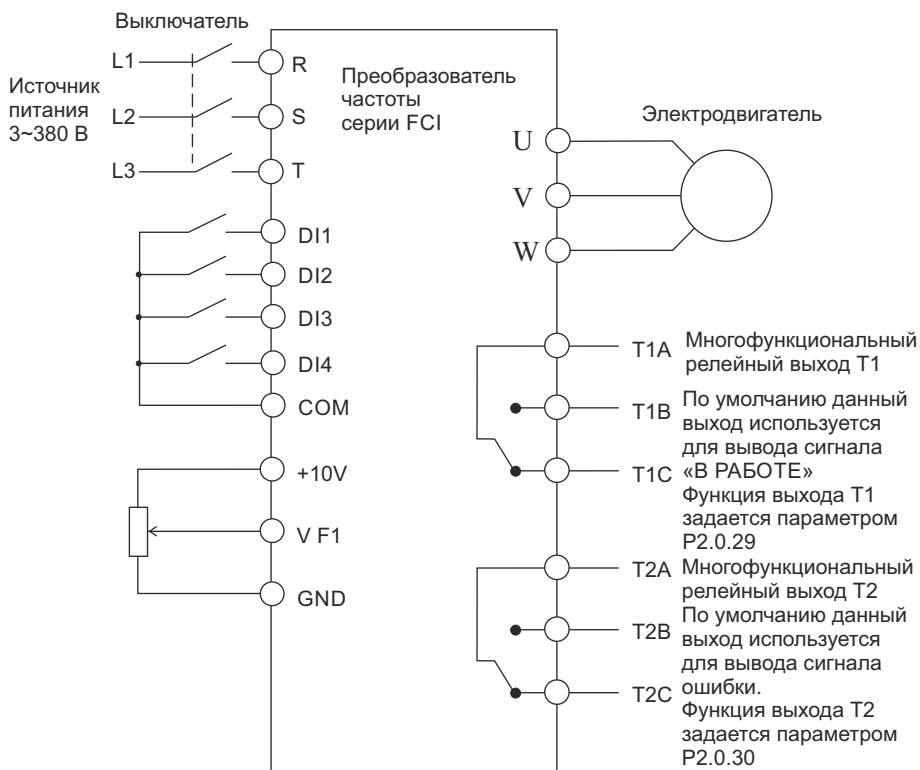 Выключатель
L1
R
Источник
питания
3~380 В
L2
S
L3
T
Преобразователь
частоты
серии FCI
Электродвигатель
U
V
W
DI1
DI2
DI3
DI4
COM
+10V
V F1
GND
T1A
Многофункциональный
релейный выход T1
T1B
По умолчанию данный
выход используется
для вывода сигнала
T1C
«В РАБОТЕ»
Функция выхода T1
задается параметром
P2.0.29
T2A
Многофункциональный
релейный выход T2
T2B
По умолчанию данный
выход используется
для вывода сигнала
T2C
ошибки.
Функция выхода T2
задается параметром
P2.0.30